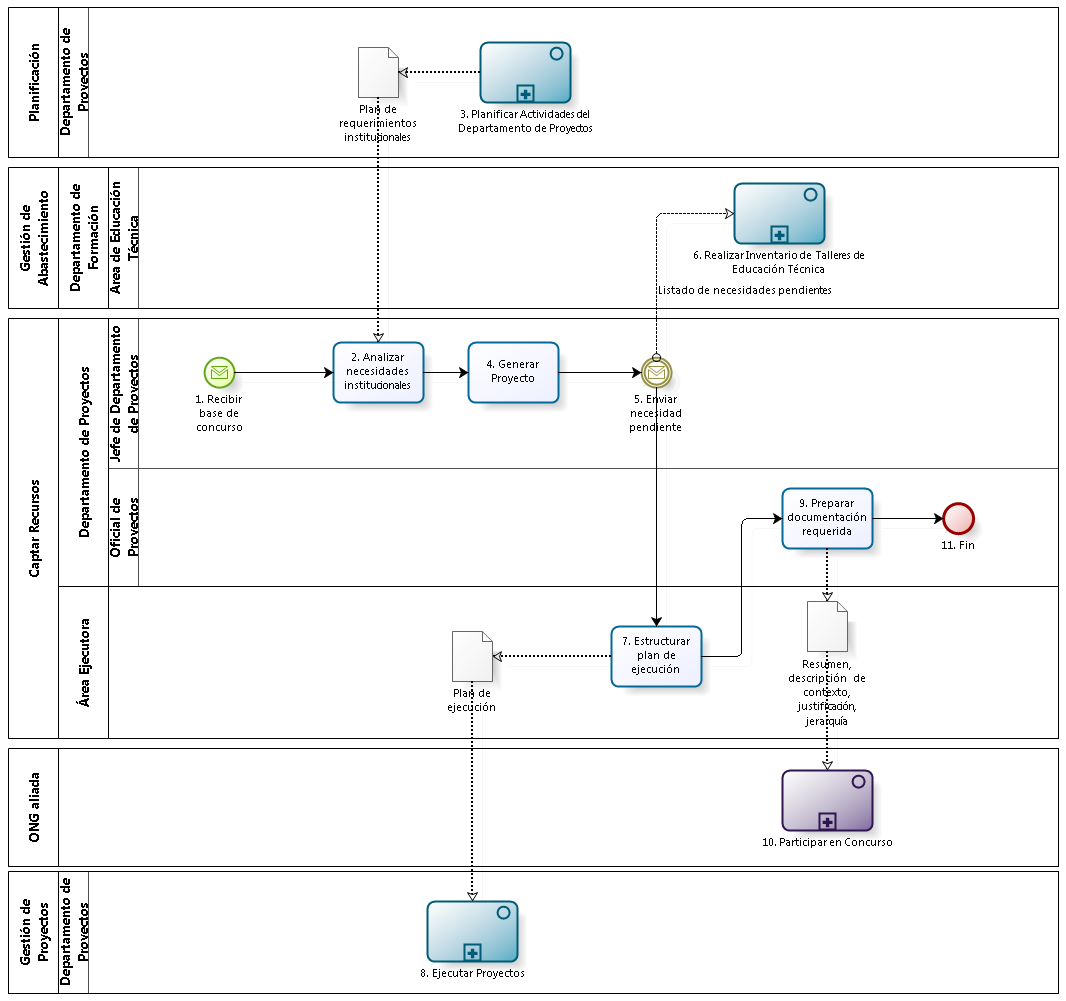 Planificación
Departamento de
Proyectos
Plan de
requerimientos
institucionales
3. Planificar Actividades del
Departamento de Proyectos
Gestión de
Abastecimiento
Departamento de
Formación
Área de Educación
Técnica
6. Realizar Inventario de Talleres de
Educación Técnica
Listado de necesidades pendientes
Captar Recursos
Departamento de Proyectos
Jefe de Departamento
de Proyectos
1. Recibir
base de
concurso
2. Analizar
necesidades
institucionales
4. Generar
Proyecto
5. Enviar
necesidad
pendiente
Oficial de
Proyectos
9. Preparar
documentación
requerida
11. Fin
Área Ejecutora
Plan de
ejecución
7. Estructurar
plan de
ejecución
Resumen,
descripción de
contexto,
justificación,
jerarquía
ONG aliada
10. Participar en Concurso
Gestión de
Proyectos
Departamento de
Proyectos
8. Ejecutar Proyectos